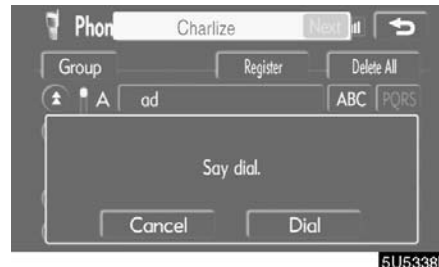 Phon Charlize Next
Group Register Delete All
A ad ABC PQRS
Say dial.
Cancel Dial
5U5338